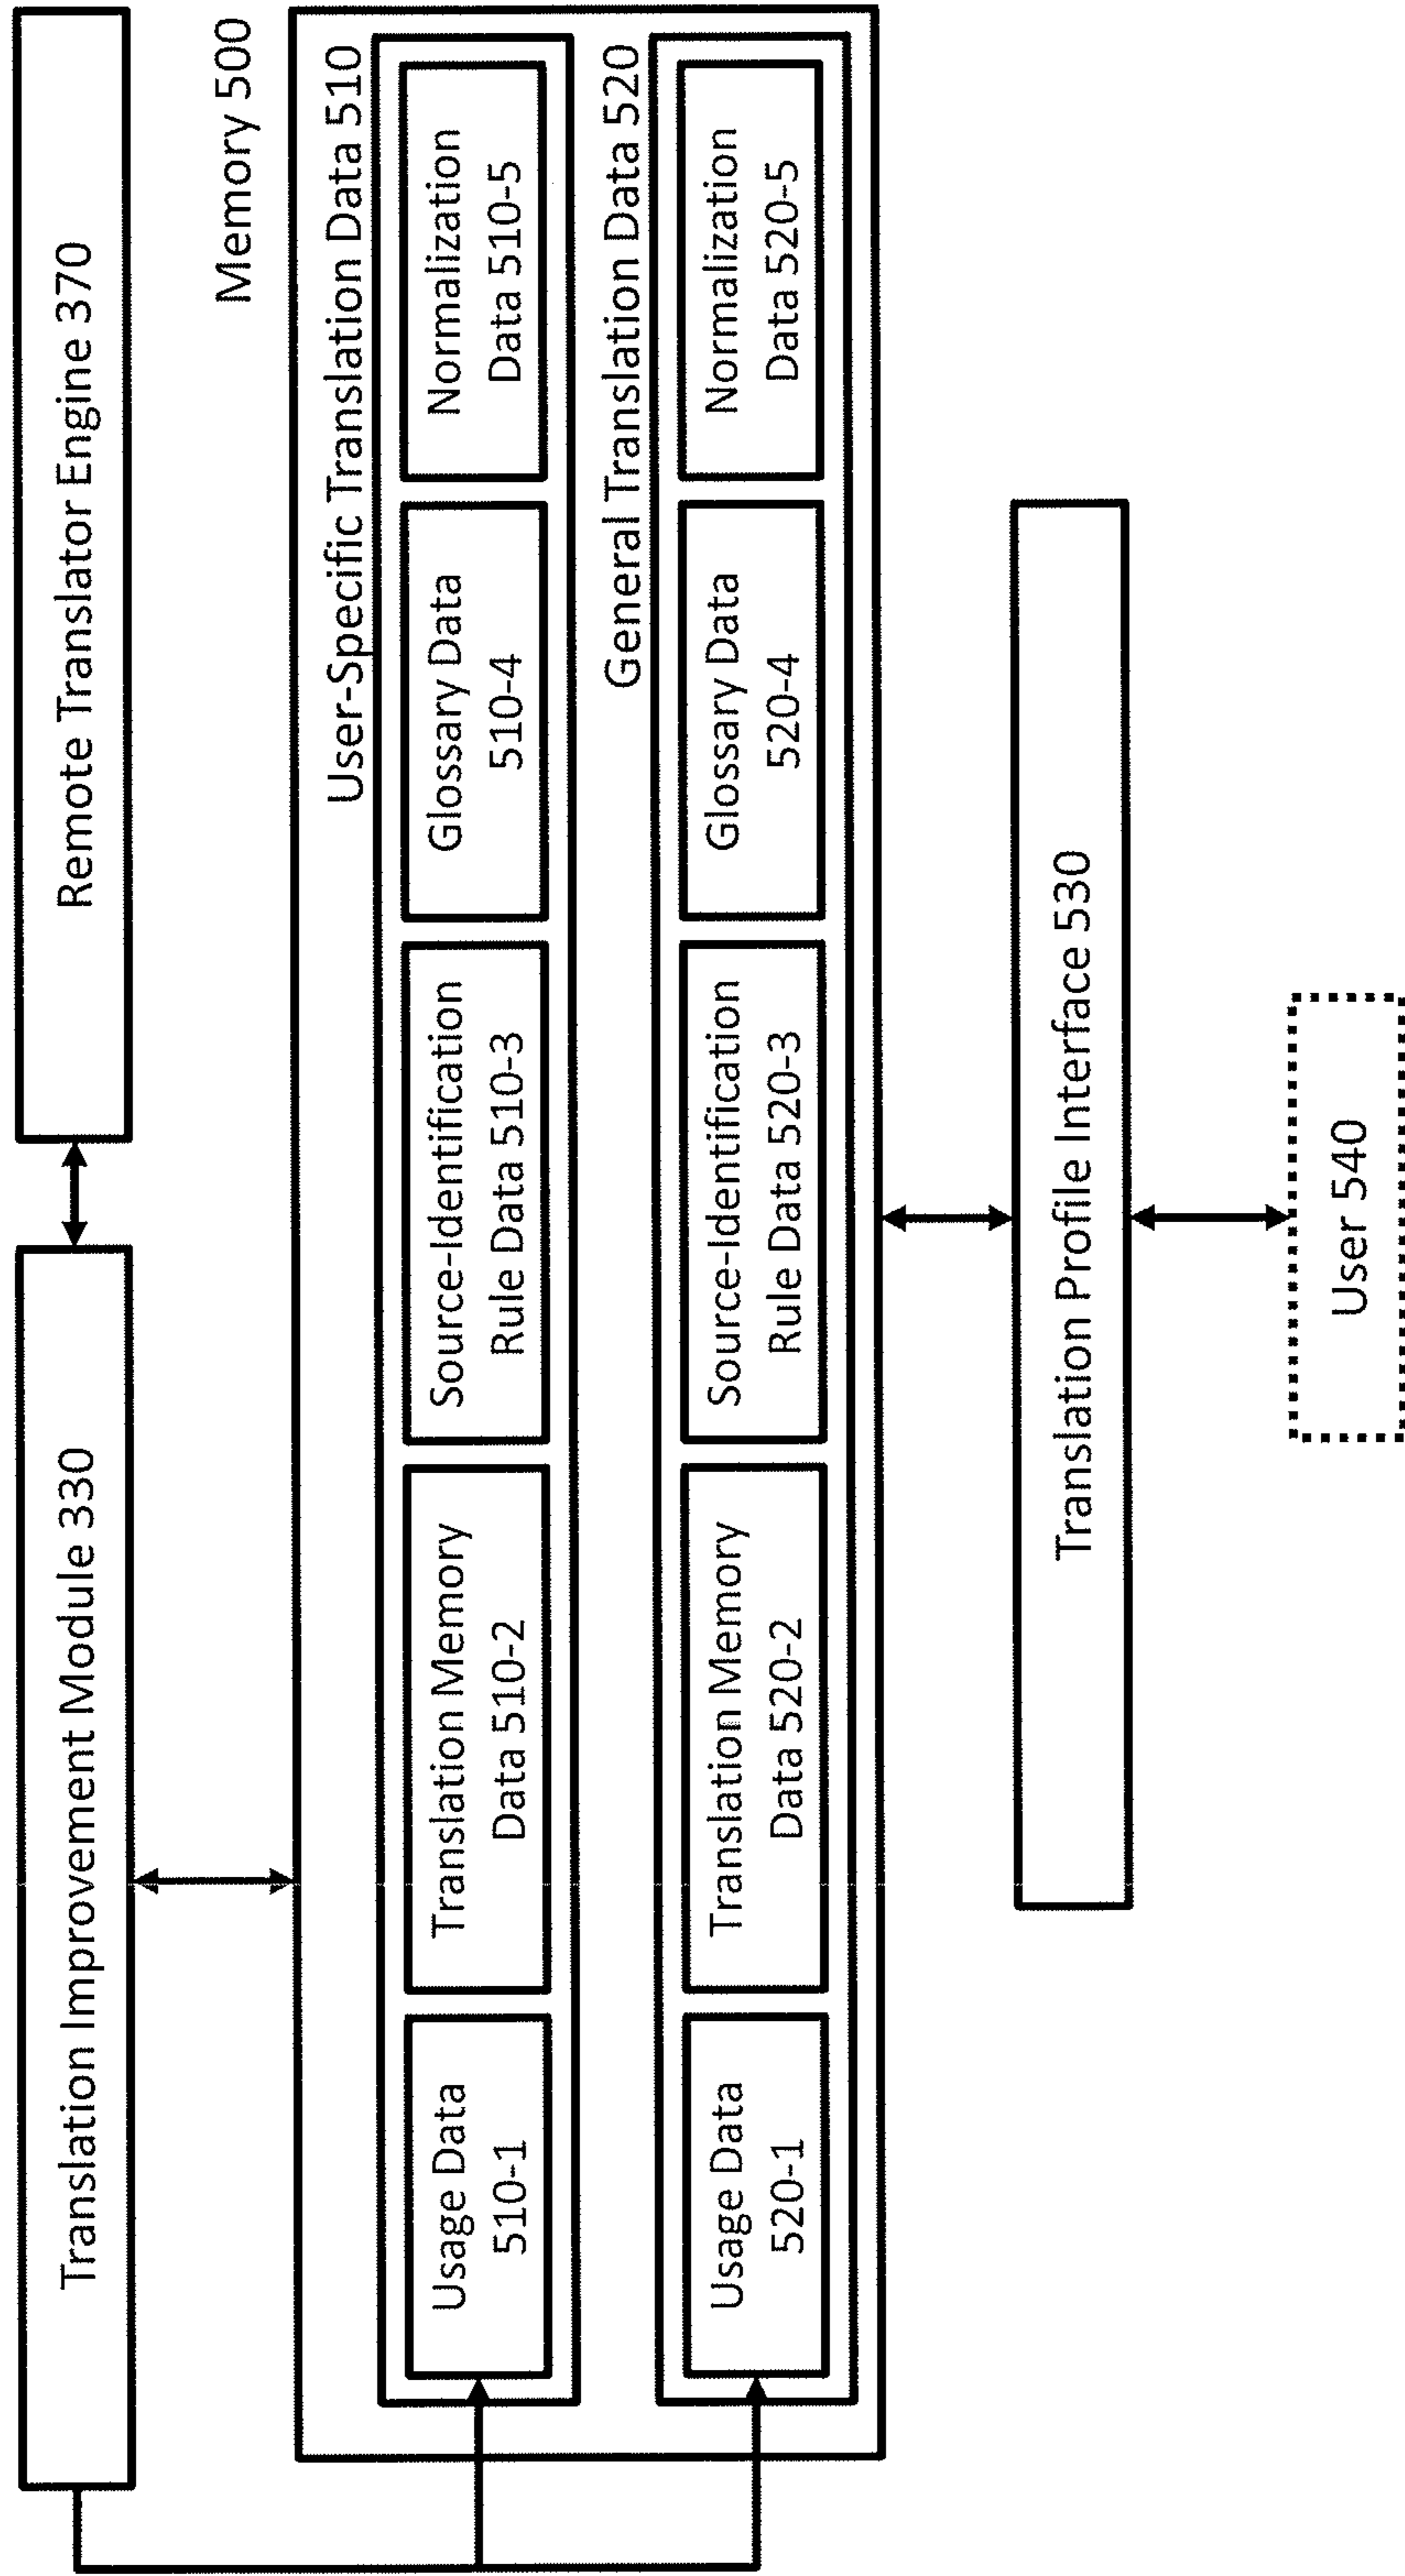 Translation Improvement Module 330
Remote Translator Engine 370
Memory 500
User-Specific Translation Data 510
Usage Data
510-1
Translation Memory
Data 510-2
Source-Identification
Rule Data 510-3
Glossary Data
510-4
Normalization
Data 510-5
General Translation Data 520
Usage Data
520-1
Translation Memory
Data 520-2
Source-Identification
Rule Data 520-3
Glossary Data
520-4
Normalization
Data 520-5
Translation Profile Interface 530
User 540